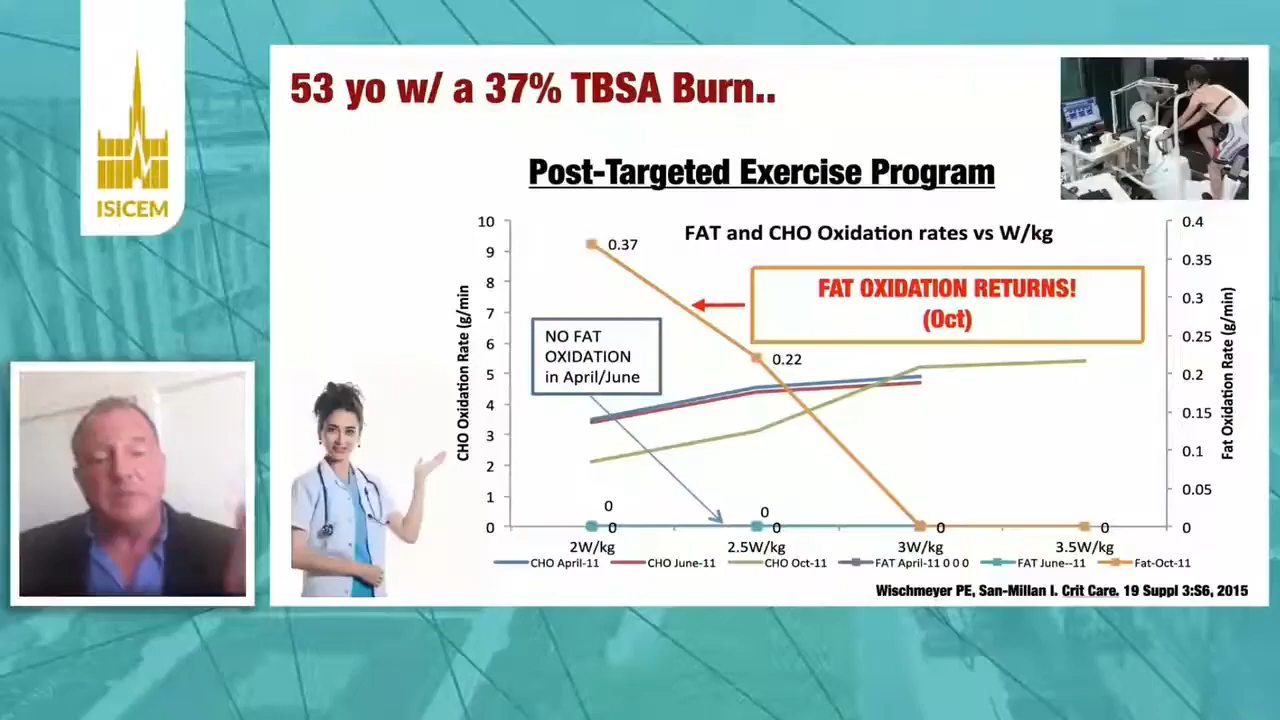 ISICEM
53 yo w/ a 37% TBSA Burn..
Post-Targeted Exercise Program
FAT and CHO Oxidation rates vs W/kg
FAT OXIDATION RETURNS!
(Oct)
NO FAT
OXIDATION
in April/June
CHO Oxidation Rate (g/min
10
9
8
7
6
5
4
3
2
1
0
0.37
0.22
0
0
0
0
0
0
0.4
0.35
0.3
0.25
0.2
0.15
0.1
0.05
0
Fat Oxidation Rate (g/min)
2W/kg 2.5W/kg 3W/kg 3.5W/kg
CHO April-11 CHO June-11 CHO Oct-11 FAT April-11 0 0 0 FAT June--11 Fat-Oct-11
Wischmeyer PE, San-Millan I. Crit Care. 19 Suppl 3:S6, 2015